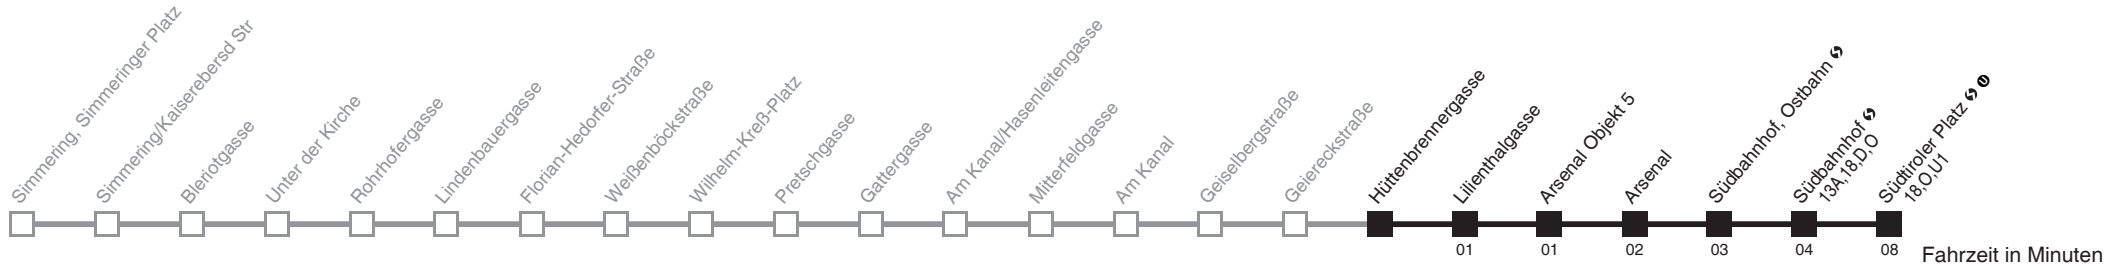 Simmering, Simmeringer Platz
Simmering/Kaiserebersd Str
Bleriotgasse
Unter der Kirche
Rohrhofergasse
Lindenbauergasse
Florian-Hedorfer-Straße
Weißenböckstraße
Wilhelm-Kreß-Platz
Pretschgasse
Gattergasse
Am Kanal/Hasenleitengasse
Mitterfeldgasse
Am Kanal
Geiselbergstraße
Geiereckstraße
Hüttenbrennergasse
Lilienthalgasse
Arsenal Objekt 5
Arsenal
Südbahnhof, Ostbahn S
Südbahnhof S
13A,18,D,O
Südtiroler Platz S U
18,O,U1
01 01 02 03 04 08 Fahrzeit in Minuten